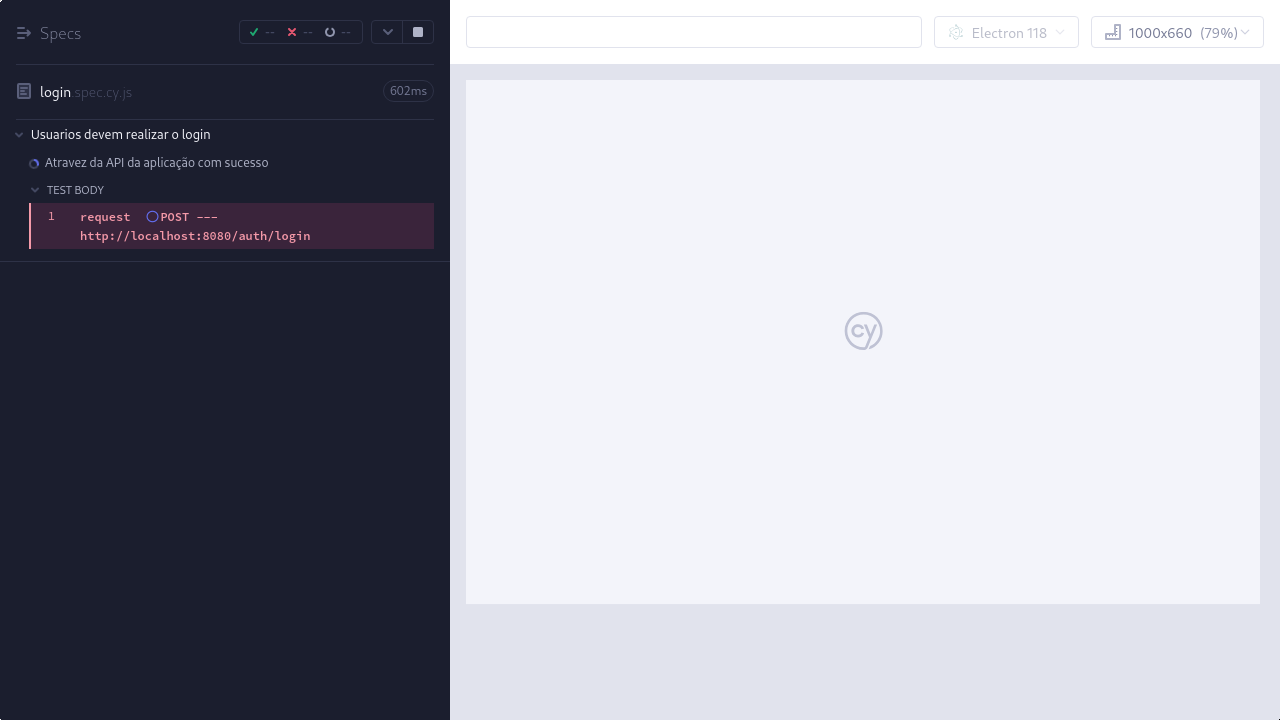 Specs
-- -- --
Electron 118
1000x660 (79%)
login.spec.cy.js
602ms
Usuarios devem realizar o login
Atravez da API da aplicação com sucesso
TEST BODY
1 request POST ---
http://localhost:8080/auth/login
cy